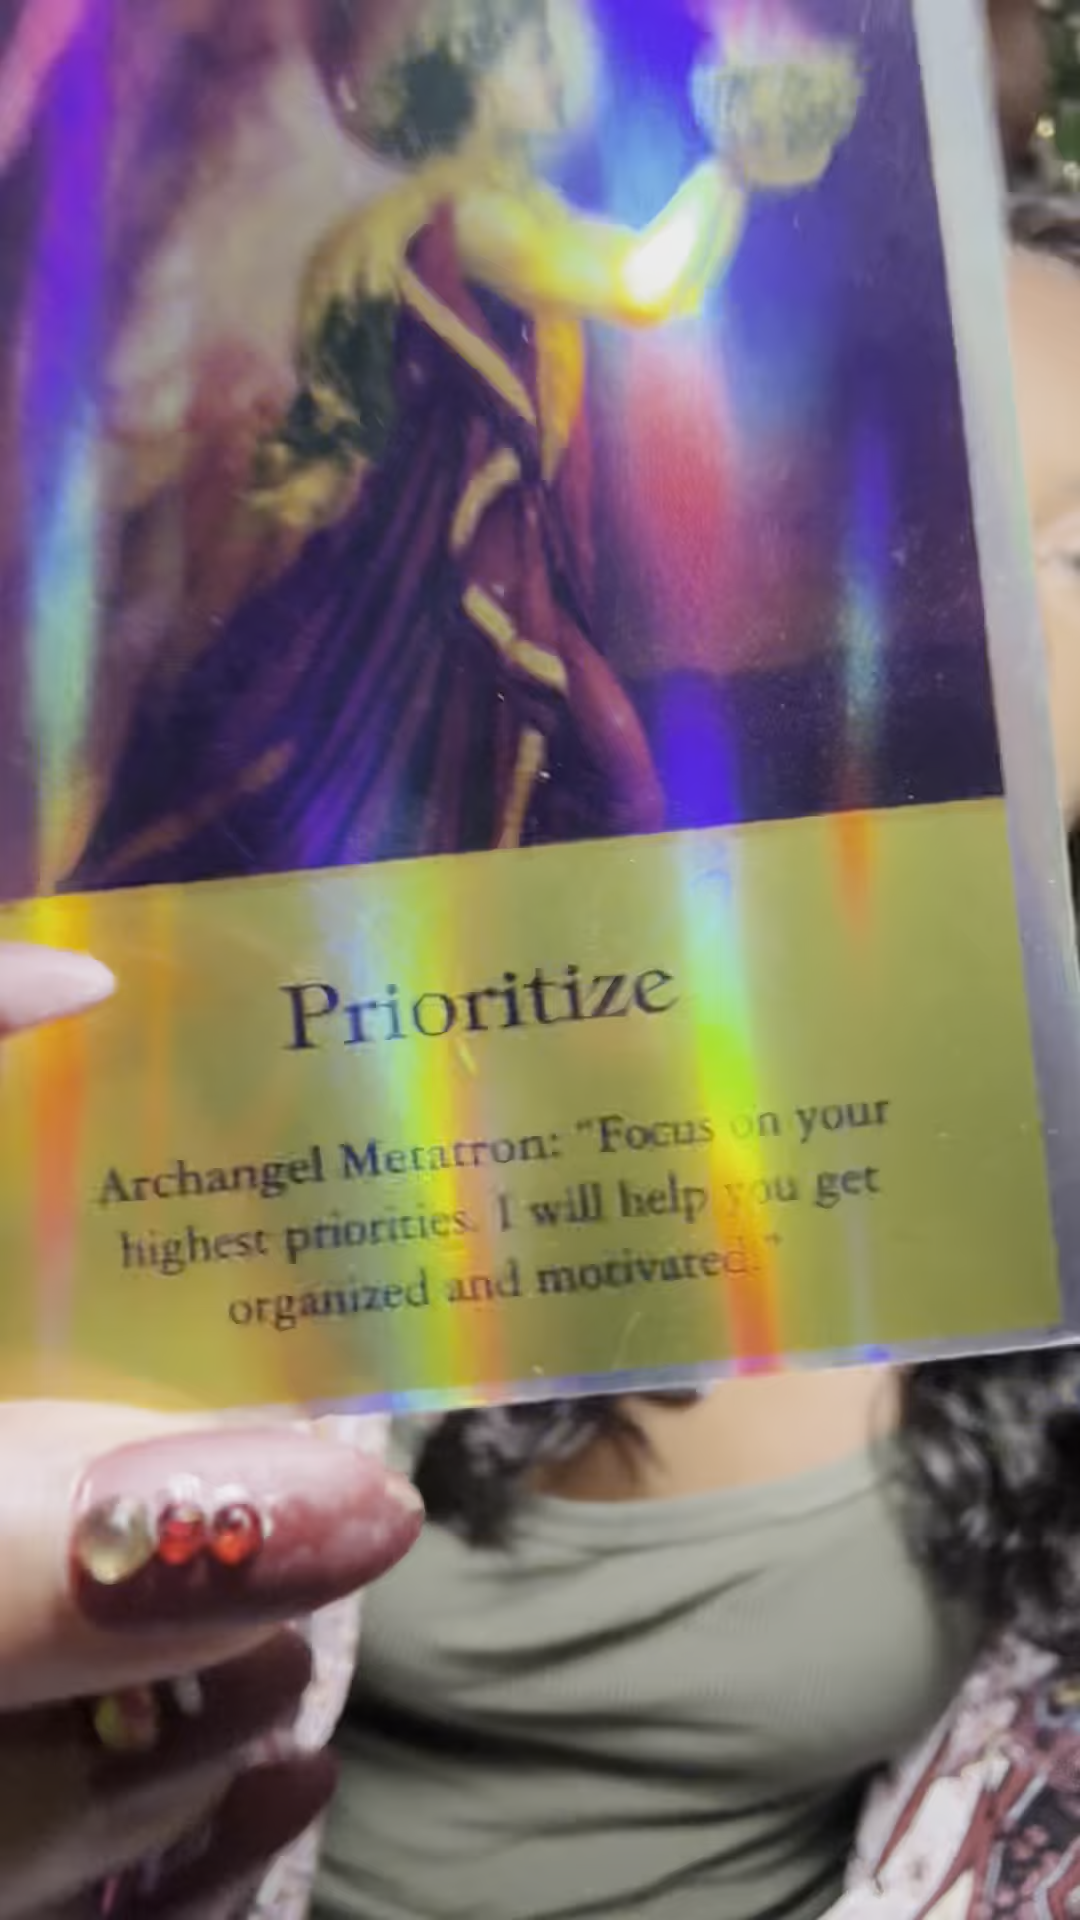 Prioritize
Archangel Metatron: "Focus on your
highest priorities. I will help you get
organized and motivated."